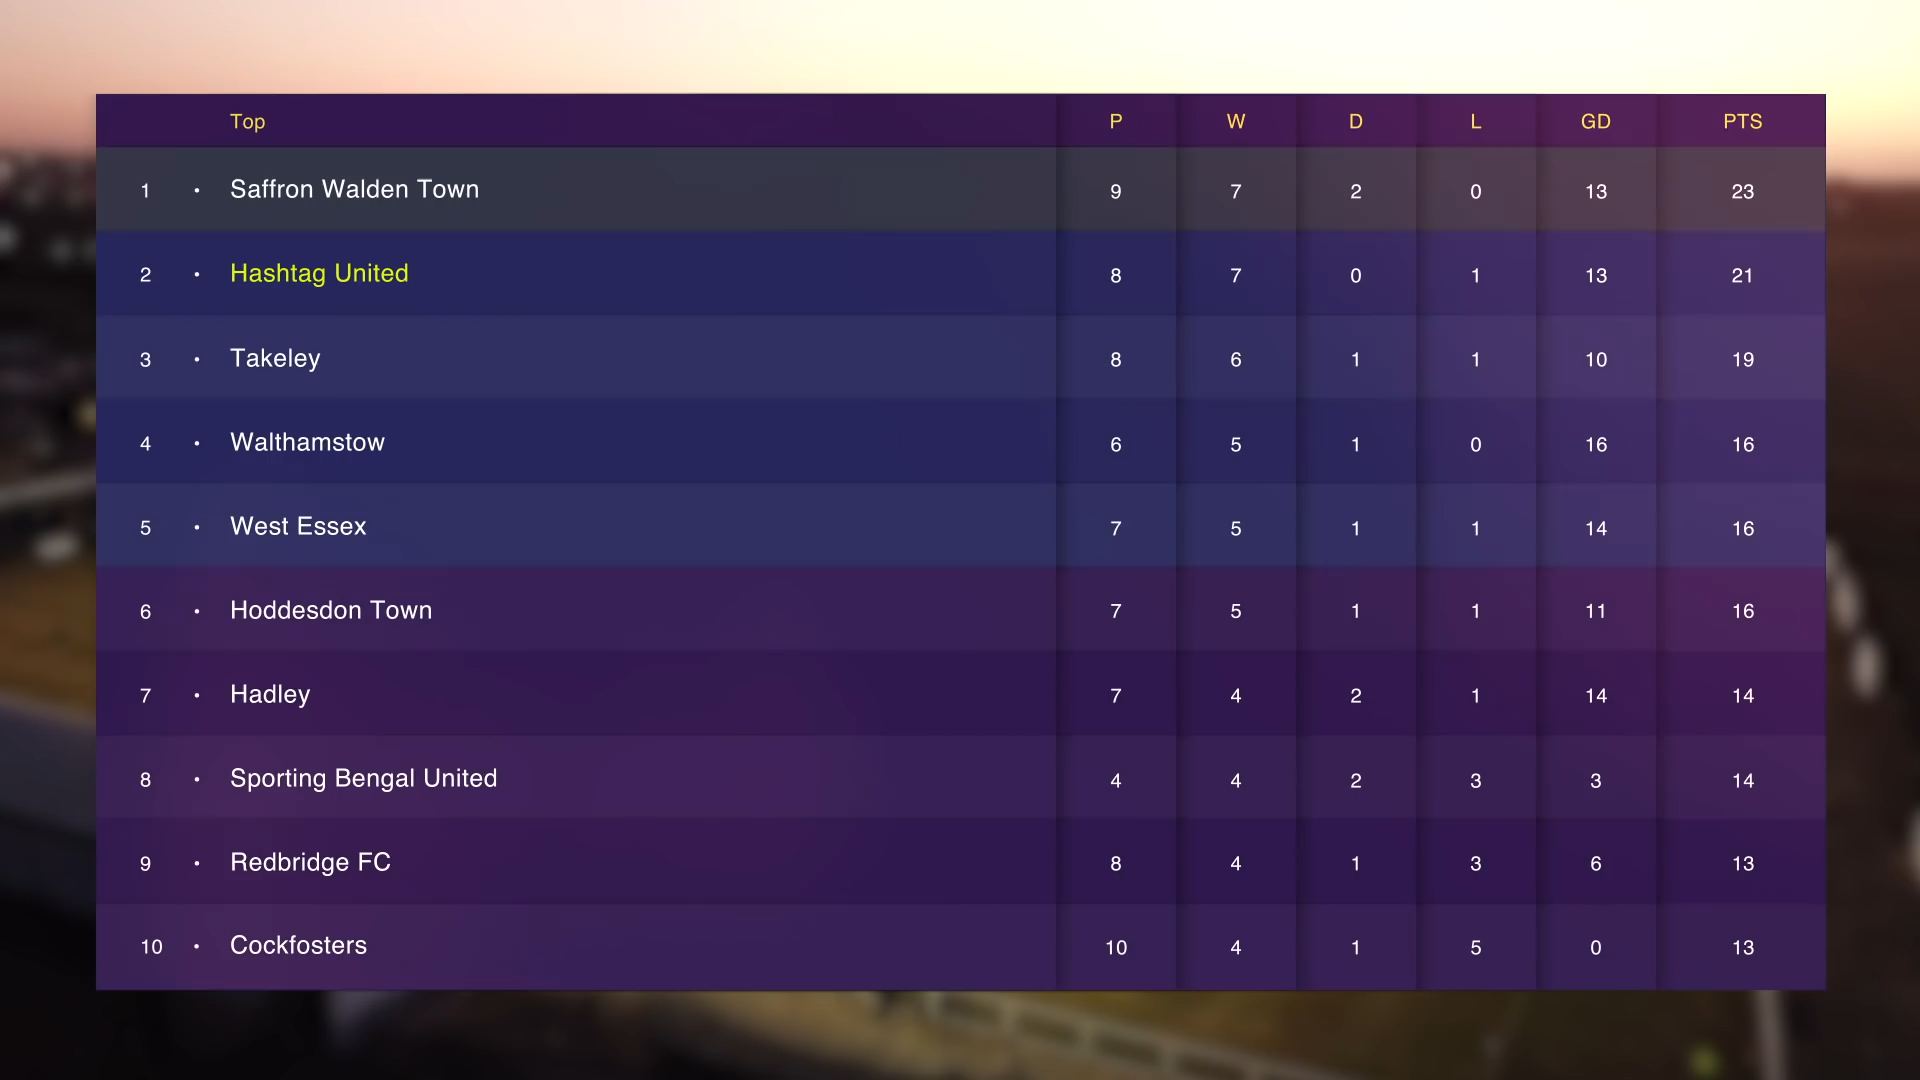 Top P W D L GD PTS
1 • Saffron Walden Town 9 7 2 0 13 23
2 • Hashtag United 8 7 0 1 13 21
3 • Takeley 8 6 1 1 10 19
4 • Walthamstow 6 5 1 0 16 16
5 • West Essex 7 5 1 1 14 16
6 • Hoddesdon Town 7 5 1 1 11 16
7 • Hadley 7 4 2 1 14 14
8 • Sporting Bengal United 4 4 2 3 3 14
9 • Redbridge FC 8 4 1 3 6 13
10 • Cockfosters 10 4 1 5 0 13